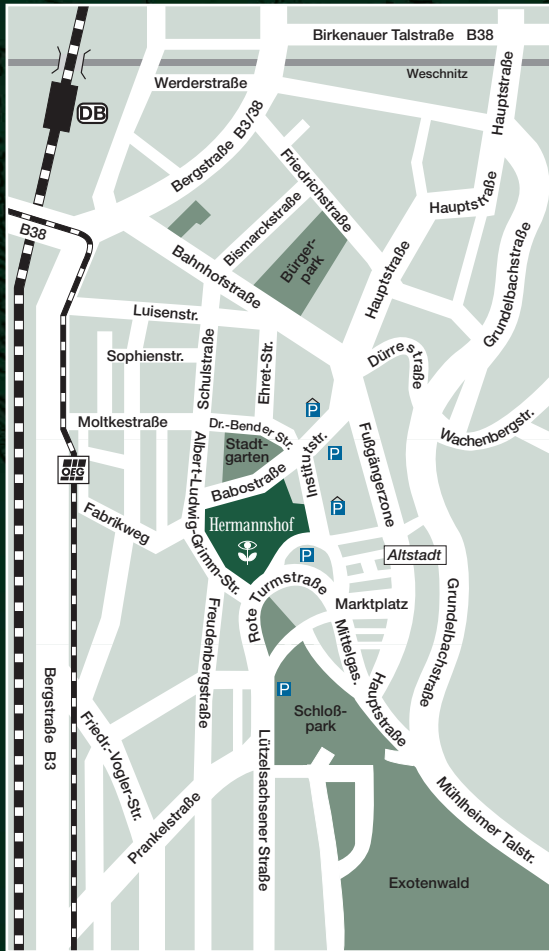 Birkenauer Talstraße B38
Weschnitz
Werderstraße
Hauptstraße
DB
Bergstraße B3/38
Friedrichstraße
Hauptstraße
Bismarckstraße
B38
Bürger-
park
Bahnhofstraße
Hauptstraße
Grundelbachstraße
Luisenstr.
Schulstraße
Sophienstr.
Ehret-Str.
Dürrestraße
P
Moltkestraße
Dr.-Bender Str.
Wachenbergstr.
Stadt-
garten
Institutstr.
P
Fußgängerzone
OEG
Albert-Ludwig-Grimm-Str.
Babostraße
P
Fabrikweg
Hermannshof
P
Altstadt
Rote Turmstraße
Marktplatz
Grundelbachstraße
Freudenbergstraße
Mittelgas.
Bergstraße B3
P
Hauptstraße
Schloß-
park
Friedr.-Vogler-Str.
Lützelsachsener Straße
Prankelstraße
Mühlheimer Talstr.
Exotenwald